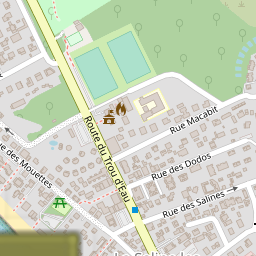 Rue Macabit
Route du Trou d'Eau
Rue des Dodos
Rue des Mouettes
Rue des Salines